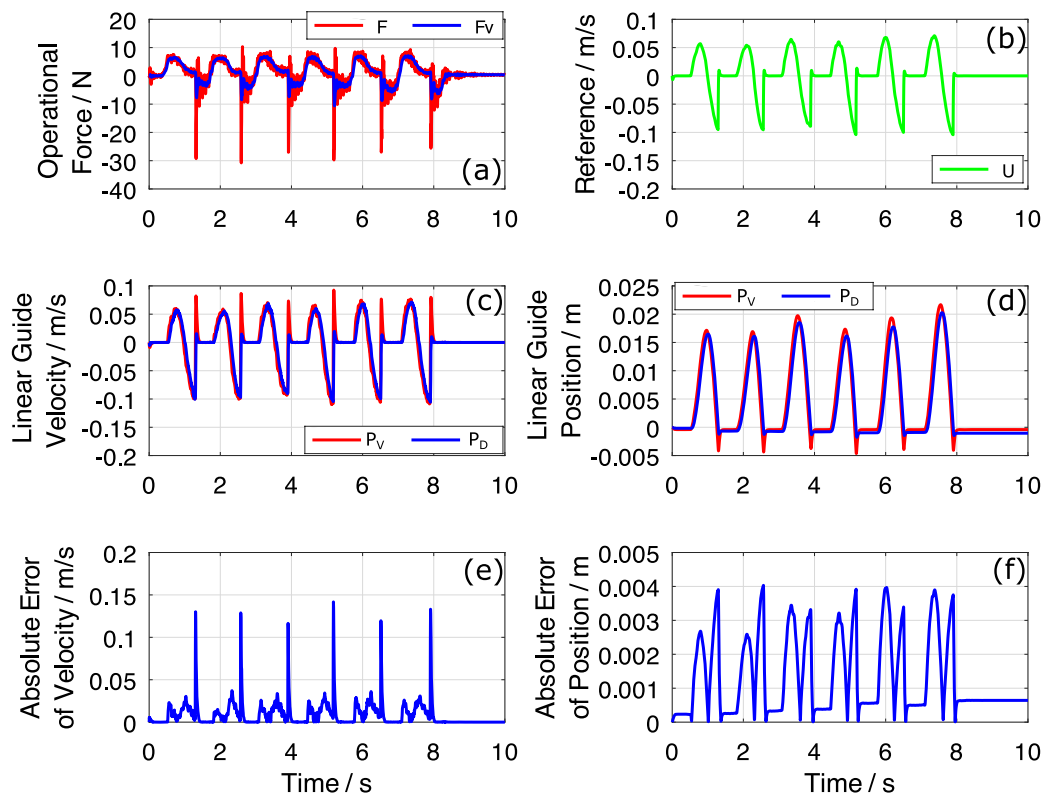 F Fv
20
10
0
-10
-20
-30
-40
Operational
Force / N
(a)
0 2 4 6 8 10
0.1
0.05
0
-0.05
-0.1
-0.15
-0.2
Reference / m/s
(b)
U
0 2 4 6 8 10
0.1
0.05
0
-0.05
-0.1
-0.15
-0.2
Linear Guide
Velocity / m/s
(c)
P_V P_D
0 2 4 6 8 10
P_V P_D
0.025
0.02
0.015
0.01
0.005
0
-0.005
Linear Guide
Position / m
(d)
0 2 4 6 8 10
0.2
0.15
0.1
0.05
0
Absolute Error
of Velocity / m/s
(e)
0 2 4 6 8 10
Time / s
0.005
0.004
0.003
0.002
0.001
0
Absolute Error
of Position / m
(f)
0 2 4 6 8 10
Time / s